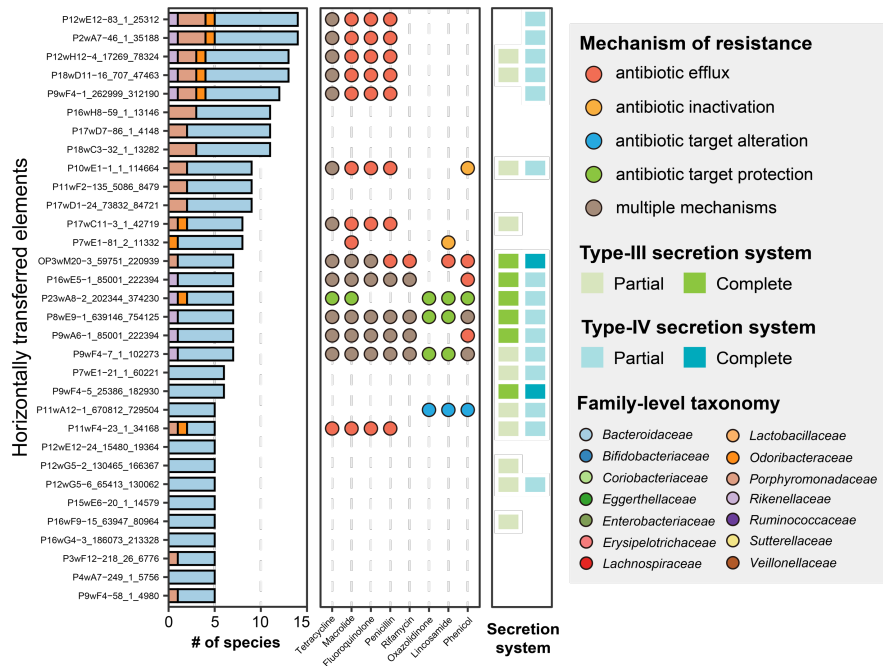 Horizontally transferred elements
P12wE12−83_1_25312
P2wA7−46_1_35188
P12wH12−4_17269_78324
P18wD11−16_707_47463
P9wF4−1_262999_312190
P16wH8−59_1_13146
P17wD7−86_1_4148
P18wC3−32_1_13282
P10wE1−1_1_114664
P11wF2−135_5086_8479
P17wD1−24_73832_84721
P17wC11−3_1_42719
P7wE1−81_2_11332
OP3wM20−3_59751_220939
P16wE5−1_85001_222394
P23wA8−2_202344_374230
P8wE9−1_639146_754125
P9wA6−1_85001_222394
P9wF4−7_1_102273
P7wE1−21_1_60221
P9wF4−5_25386_182930
P11wA12−1_670812_729504
P11wF4−23_1_34168
P12wE12−24_15480_19364
P12wG5−2_130465_166367
P12wG5−6_65413_130062
P15wE6−20_1_14579
P16wF9−15_63947_80964
P16wG4−3_186073_213328
P3wF12−218_26_6776
P4wA7−249_1_5756
P9wF4−58_1_4980
0 5 10 15
# of species
Tetracycline
Macrolide
Fluoroquinolone
Penicillin
Rifamycin
Oxazolidinone
Lincosamide
Phenicol
Secretion
system
Mechanism of resistance
antibiotic efflux
antibiotic inactivation
antibiotic target alteration
antibiotic target protection
multiple mechanisms
Type-III secretion system
Partial Complete
Type-IV secretion system
Partial Complete
Family-level taxonomy
Bacteroidaceae
Bifidobacteriaceae
Coriobacteriaceae
Eggerthellaceae
Enterobacteriaceae
Erysipelotrichaceae
Lachnospiraceae
Lactobacillaceae
Odoribacteraceae
Porphyromonadaceae
Rikenellaceae
Ruminococcaceae
Sutterellaceae
Veillonellaceae